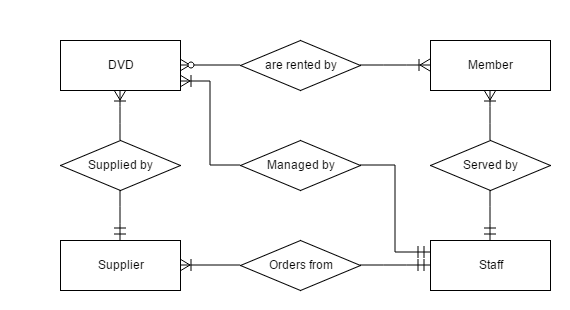 DVD
are rented by
Member
Supplied by
Managed by
Served by
Supplier
Orders from
Staff